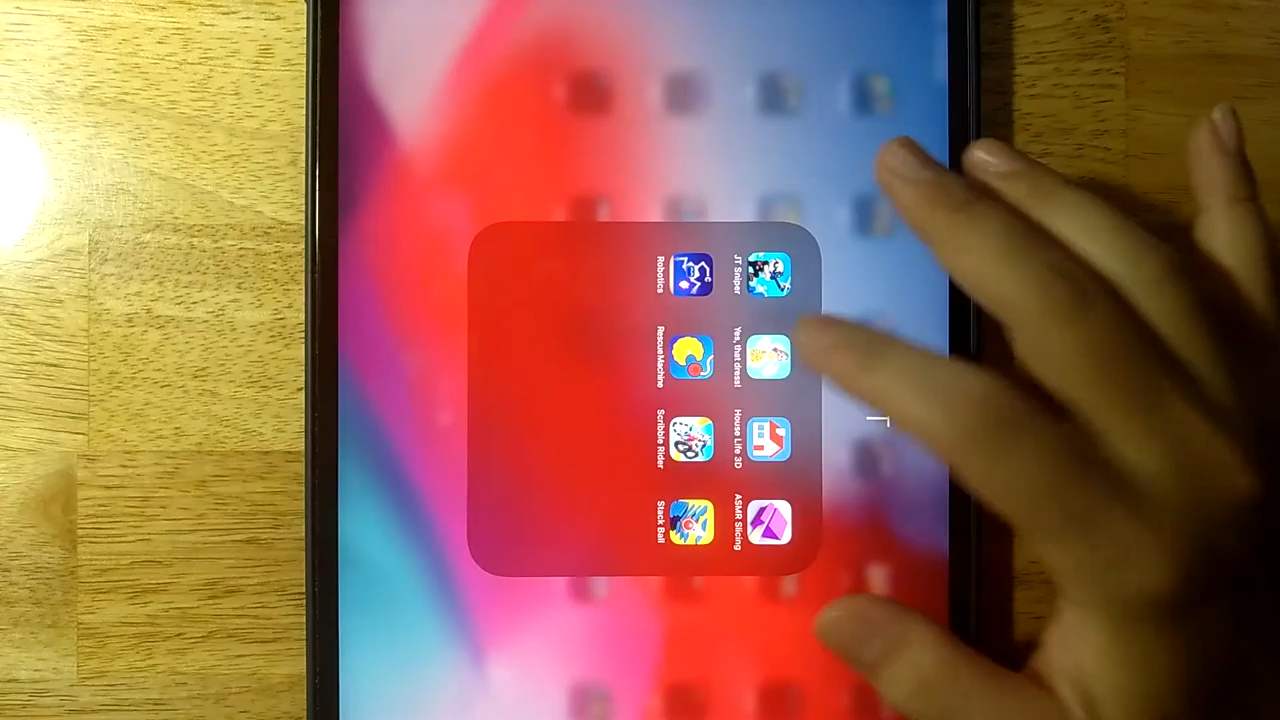 JT Sniper
Yes, that dress!
House Life 3D
ASMR Slicing
Robotics
Rescue Machine
Scribble Rider
Stack Ball